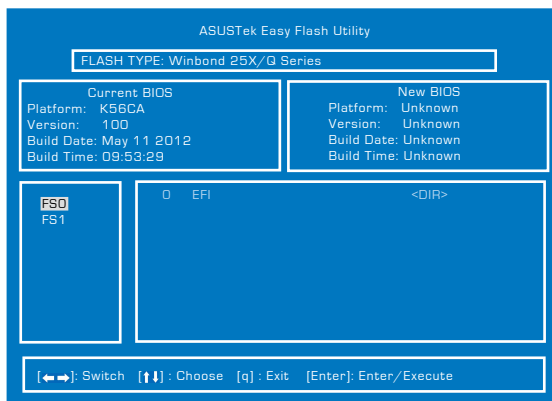 ASUSTek Easy Flash Utility
FLASH TYPE: Winbond 25X/Q Series
Current BIOS
Platform: K56CA
Version: 100
Build Date: May 11 2012
Build Time: 09:53:29
New BIOS
Platform: Unknown
Version: Unknown
Build Date: Unknown
Build Time: Unknown
FS0
FS1
0 EFI <DIR>
[←→]: Switch [↑↓] : Choose [q] : Exit [Enter]: Enter/Execute